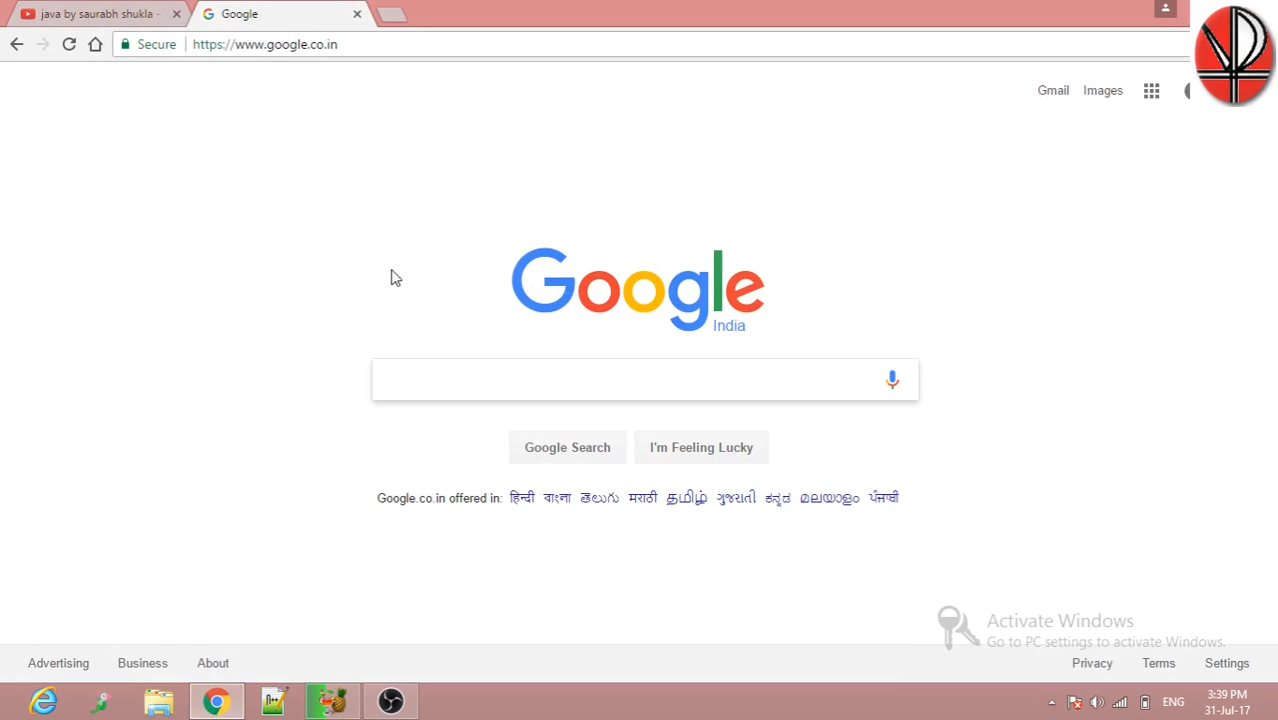 java by saurabh shukla -
Google
Secure
https://www.google.co.in
Gmail Images
Google
India
Google Search
I'm Feeling Lucky
Google.co.in offered in: हिन्दी বাংলা తెలుగు मराठी தமிழ் ગુજરાતી ಕನ್ನಡ മലയാളം ਪੰਜਾਬੀ
Activate Windows
Go to PC settings to activate Windows.
Advertising Business About
Privacy Terms Settings
ENG
3:39 PM
31-Jul-17